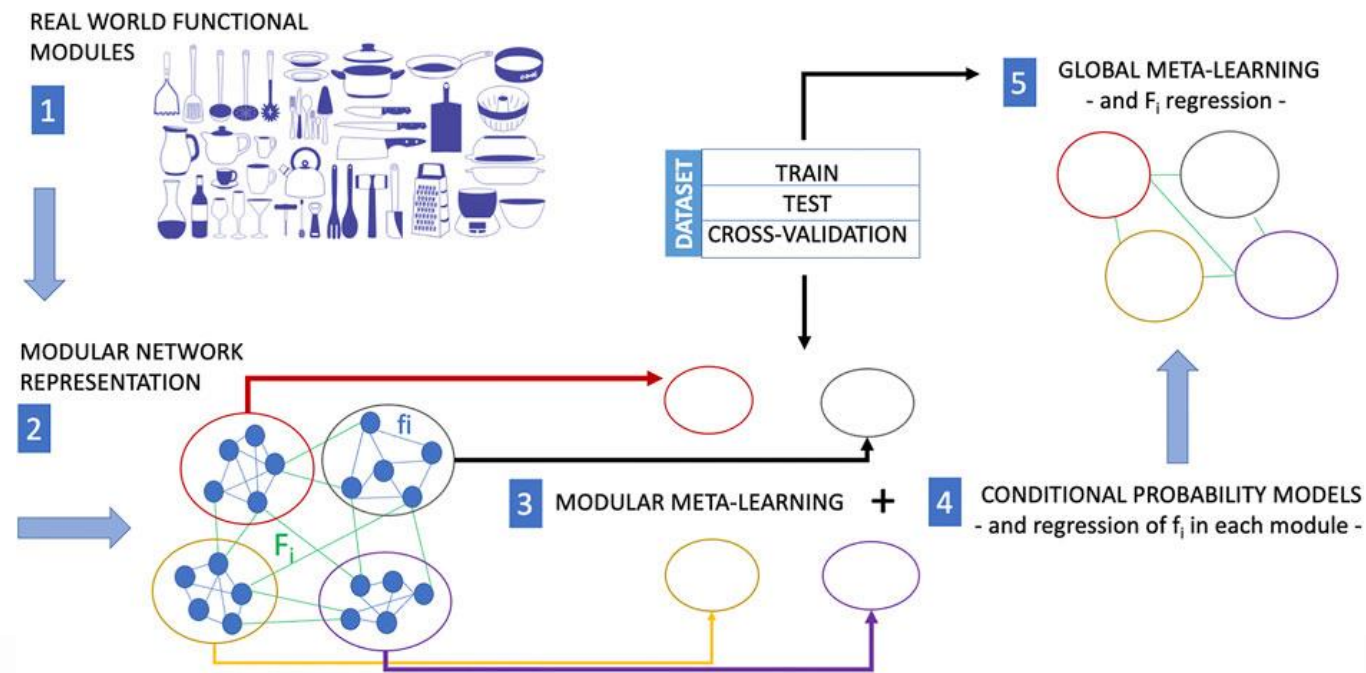 REAL WORLD FUNCTIONAL
MODULES
1
MODULAR NETWORK
REPRESENTATION
2
fi
Fi
DATASET
TRAIN
TEST
CROSS-VALIDATION
3
MODULAR META-LEARNING
+
4
CONDITIONAL PROBABILITY MODELS
- and regression of fi in each module -
5
GLOBAL META-LEARNING
- and Fi regression -